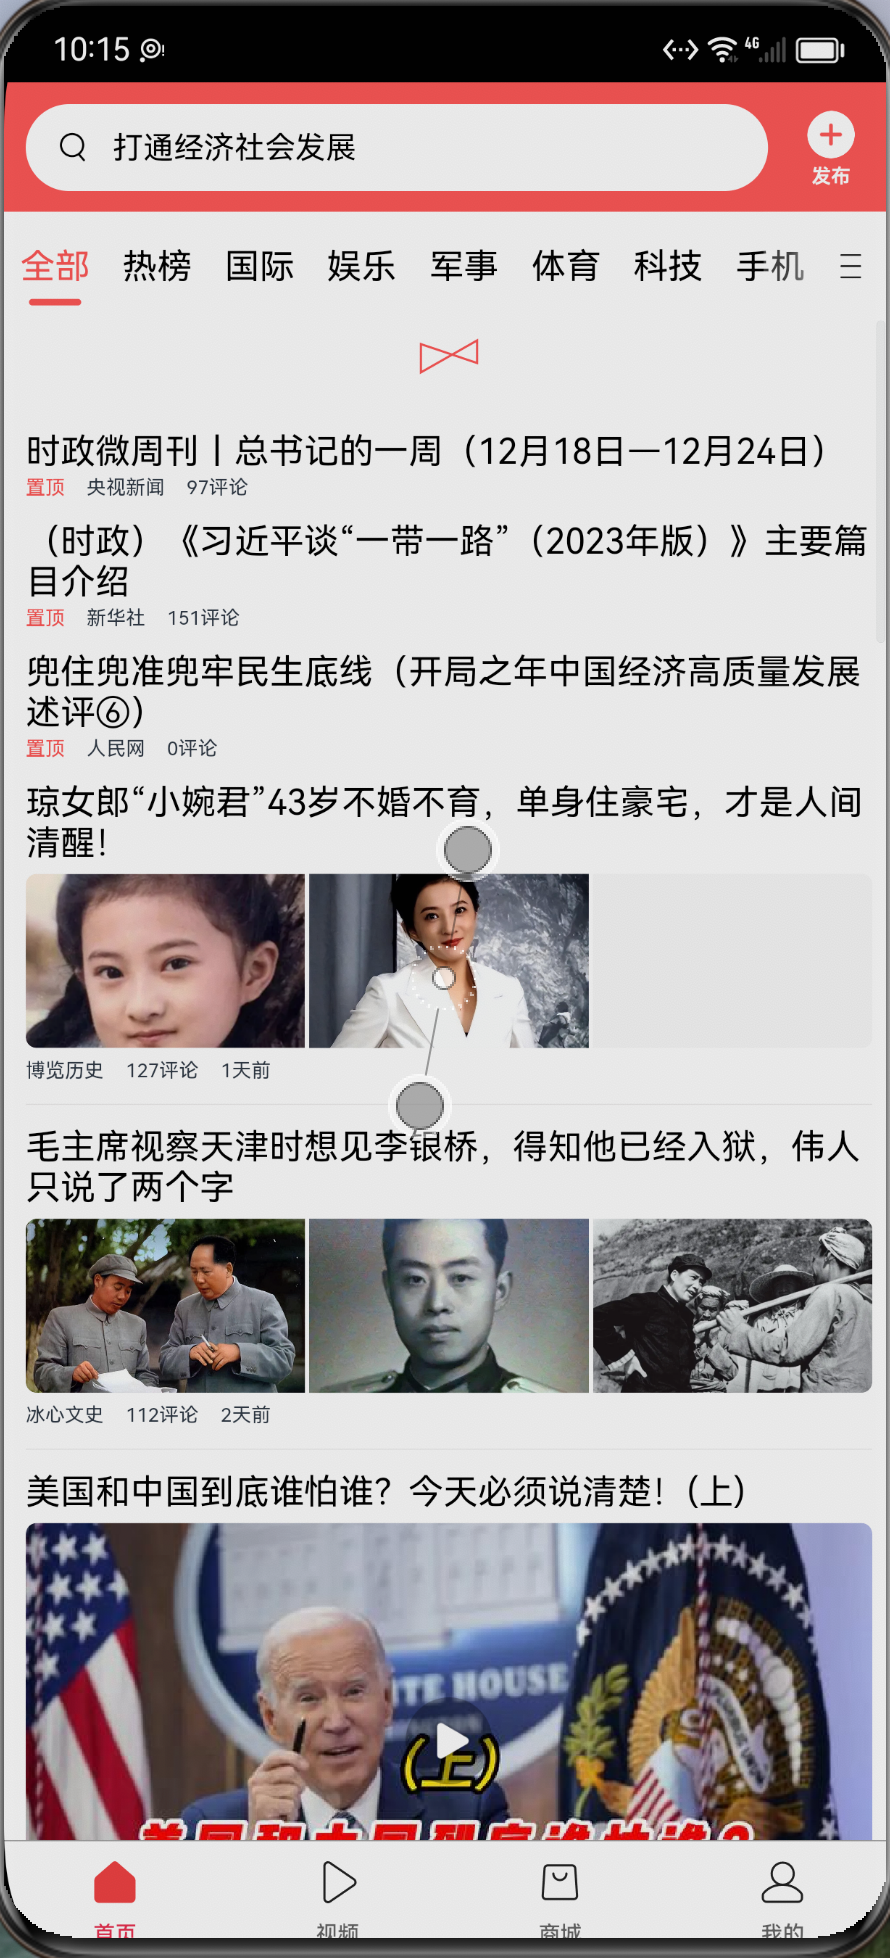 10:15
4G
打通经济社会发展
发布
全部 热榜 国际 娱乐 军事 体育 科技 手机
时政微周刊丨总书记的一周（12月18日—12月24日）
置顶 央视新闻 97评论
（时政）《习近平谈“一带一路”（2023年版）》主要篇
目介绍
置顶 新华社 151评论
兜住兜准兜牢民生底线（开局之年中国经济高质量发展
述评⑥）
置顶 人民网 0评论
琼女郎“小婉君”43岁不婚不育，单身住豪宅，才是人间
清醒！
博览历史 127评论 1天前
毛主席视察天津时想见李银桥，得知他已经入狱，伟人
只说了两个字
冰心文史 112评论 2天前
美国和中国到底谁怕谁？今天必须说清楚！(上)
ITE HOUSE
(上)
美国和中国到底谁怕谁?
首页 视频 商城 我的